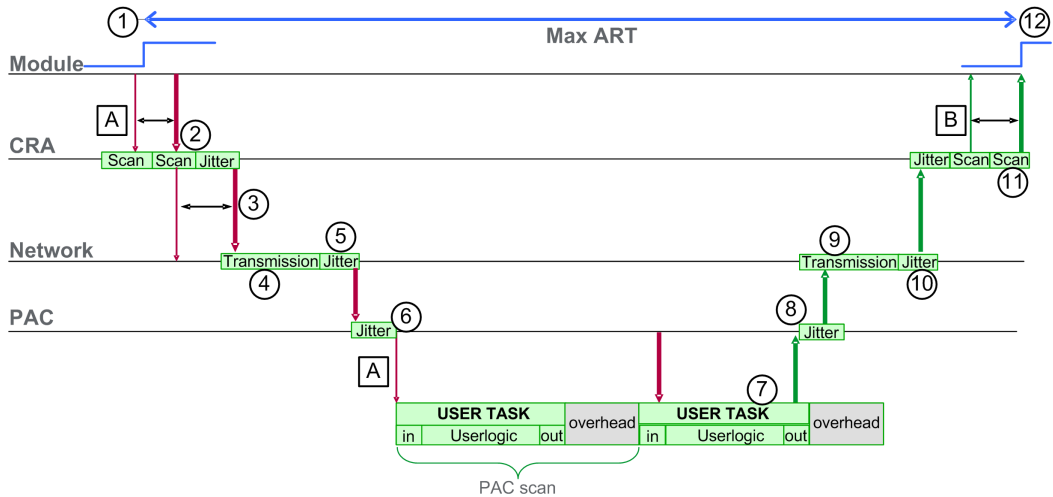 1
12
Max ART
Module
A
B
2
CRA
Scan Scan Jitter
Jitter Scan Scan
11
3
5
9
Network
Transmission Jitter
Transmission Jitter
4
10
6
8
PAC
Jitter
Jitter
A
7
USER TASK
overhead
USER TASK
overhead
in Userlogic out
in Userlogic out
PAC scan